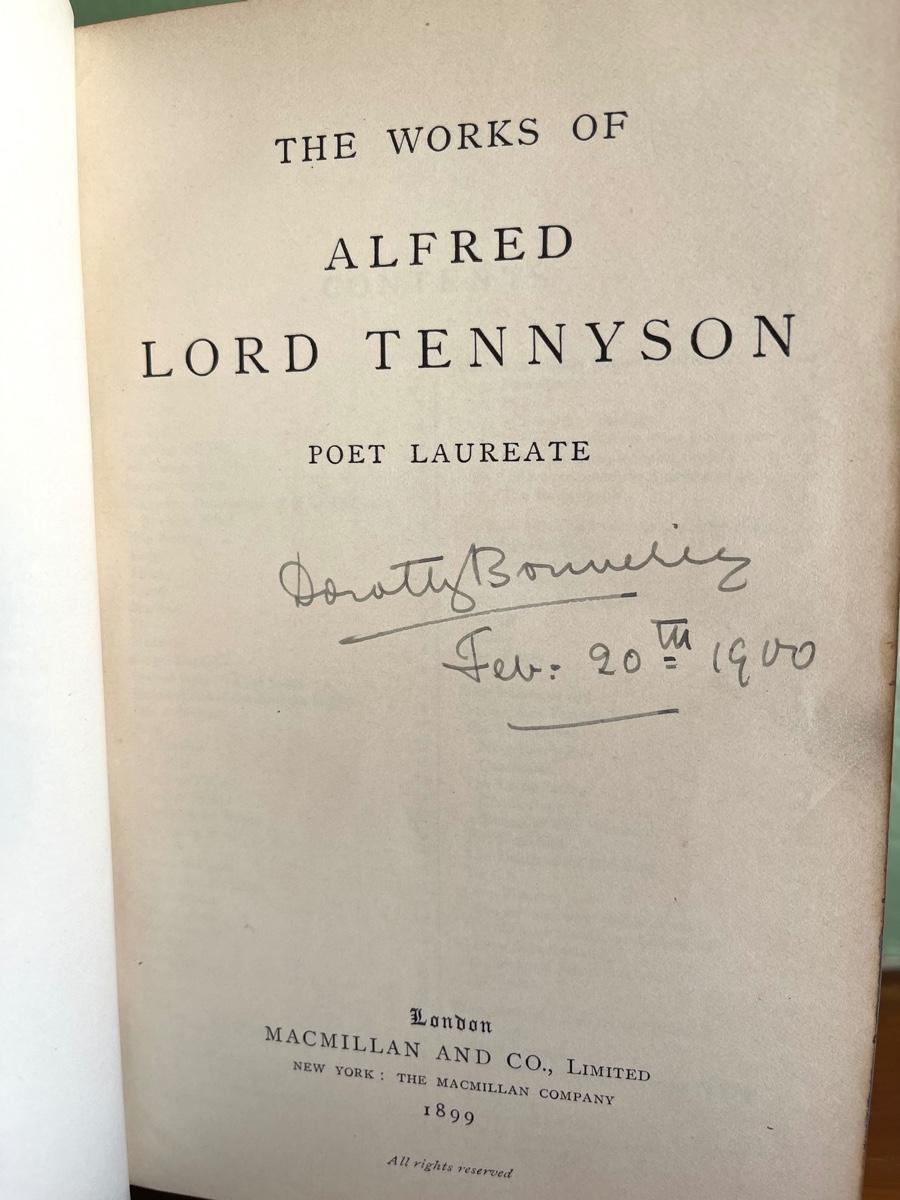 THE WORKS OF
ALFRED
LORD TENNYSON
POET LAUREATE
Dorothy
Feb: 20th 1900
London
MACMILLAN AND CO., LIMITED
NEW YORK: THE MACMILLAN COMPANY
1899
All rights reserved